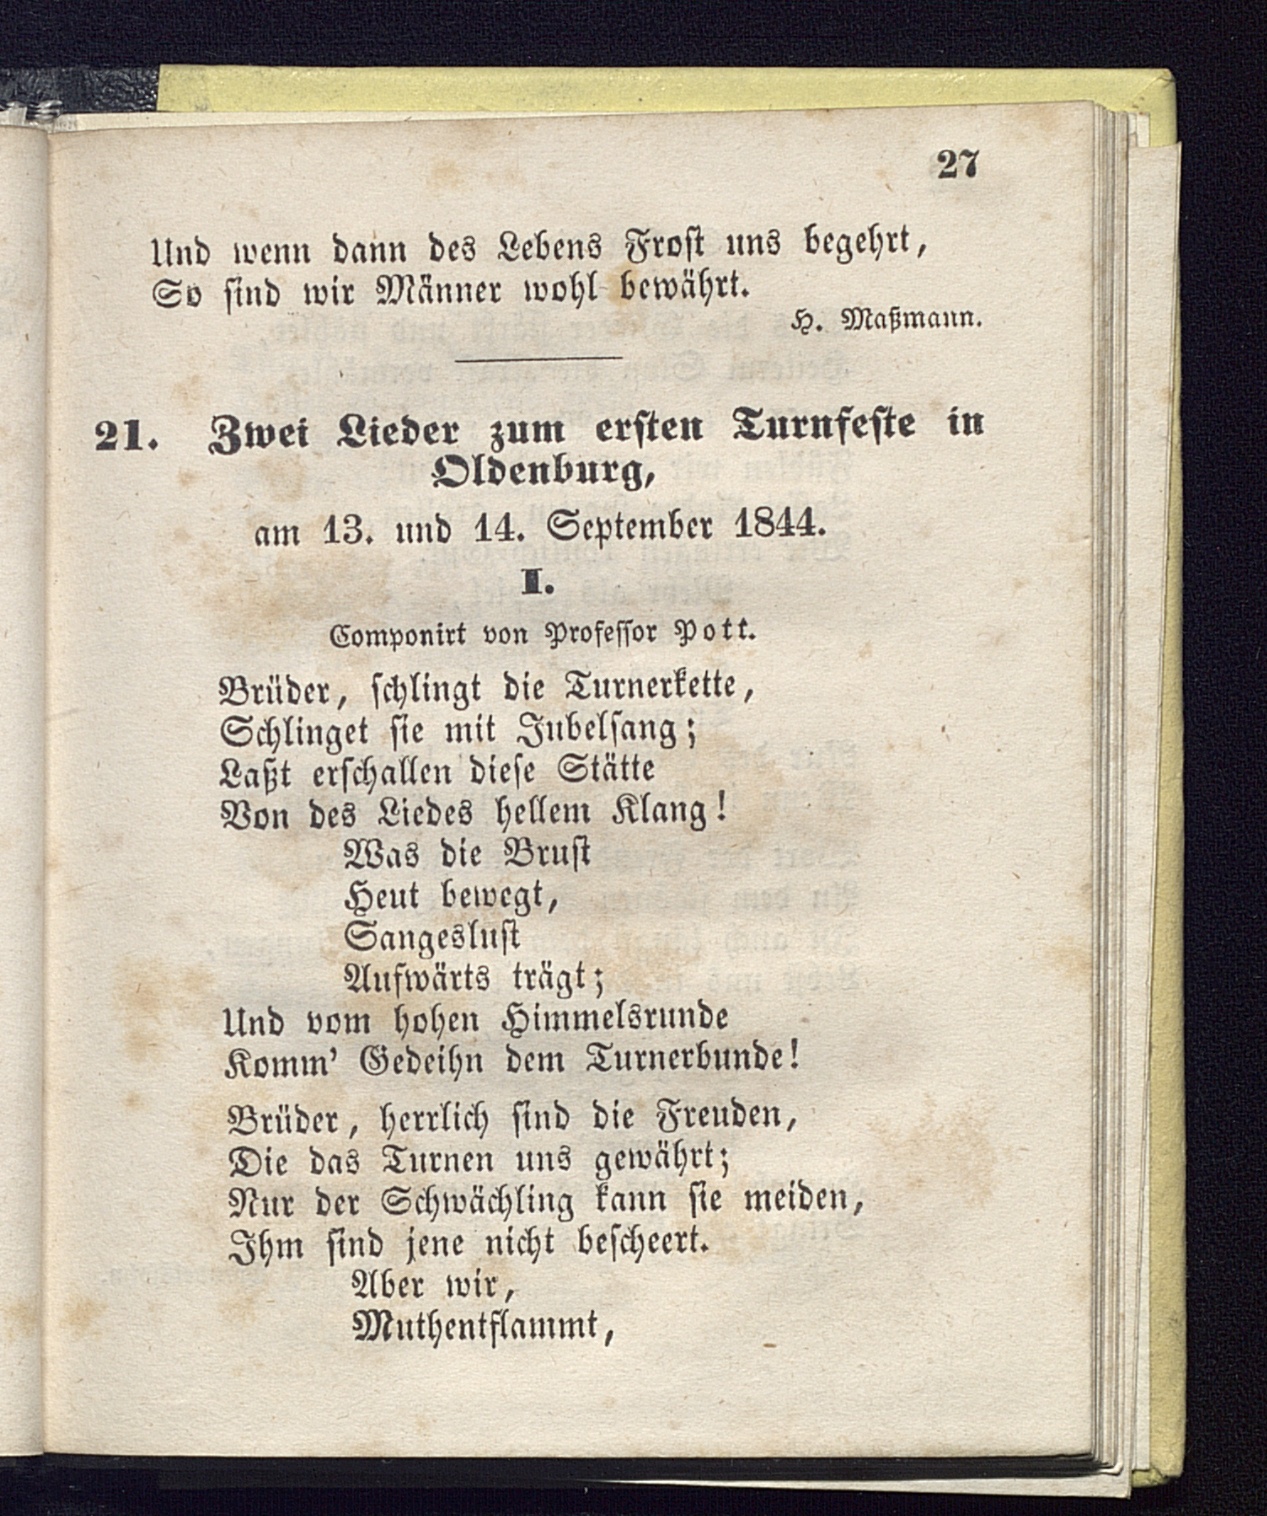 27
Und wenn dann des Lebens Frost uns begehrt,
So sind wir Männer wohl bewährt.
H. Maßmann.
21. Zwei Lieder zum ersten Turnfeste in
Oldenburg,
am 13. und 14. September 1844.
I.
Componirt von Professor Pott.
Brüder, schlingt die Turnerkette,
Schlinget sie mit Jubelsang;
Laßt erschallen diese Stätte
Von des Liedes hellem Klang!
Was die Brust
Heut bewegt,
Sangeslust
Aufwärts trägt;
Und vom hohen Himmelsrunde
Komm' Gedeihn dem Turnerbunde!
Brüder, herrlich sind die Freuden,
Die das Turnen uns gewährt;
Nur der Schwächling kann sie meiden,
Ihm sind jene nicht bescheert.
Aber wir,
Muthentflammt,